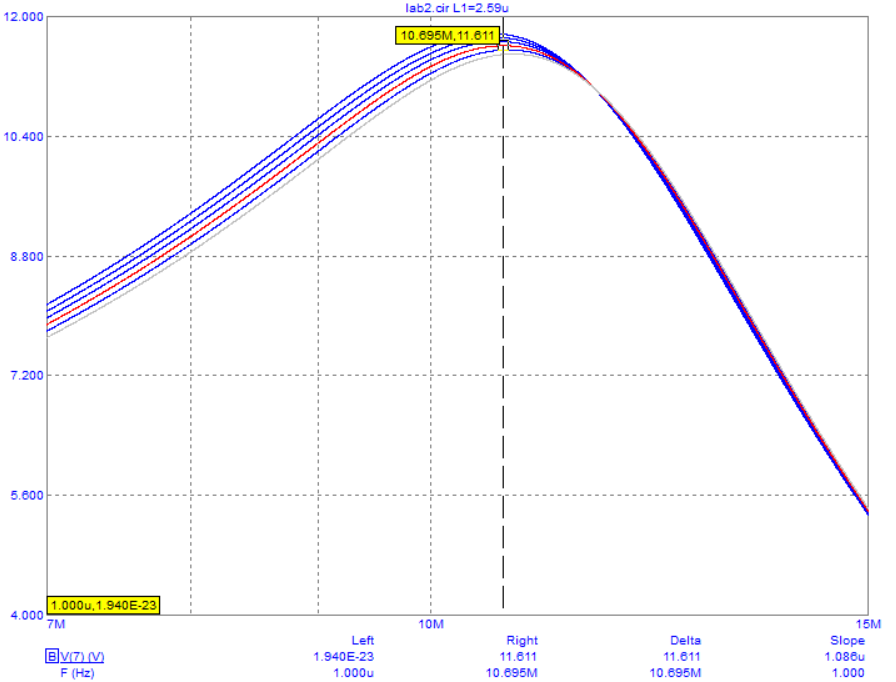 lab2.cir L1=2.59u
12.000
10.695M,11.611
10.400
8.800
7.200
5.600
1.000u,1.940E-23
4.000
7M 10M 15M
Left Right Delta Slope
B V(7) (V) 1.940E-23 11.611 11.611 1.086u
F (Hz) 1.000u 10.695M 10.695M 1.000